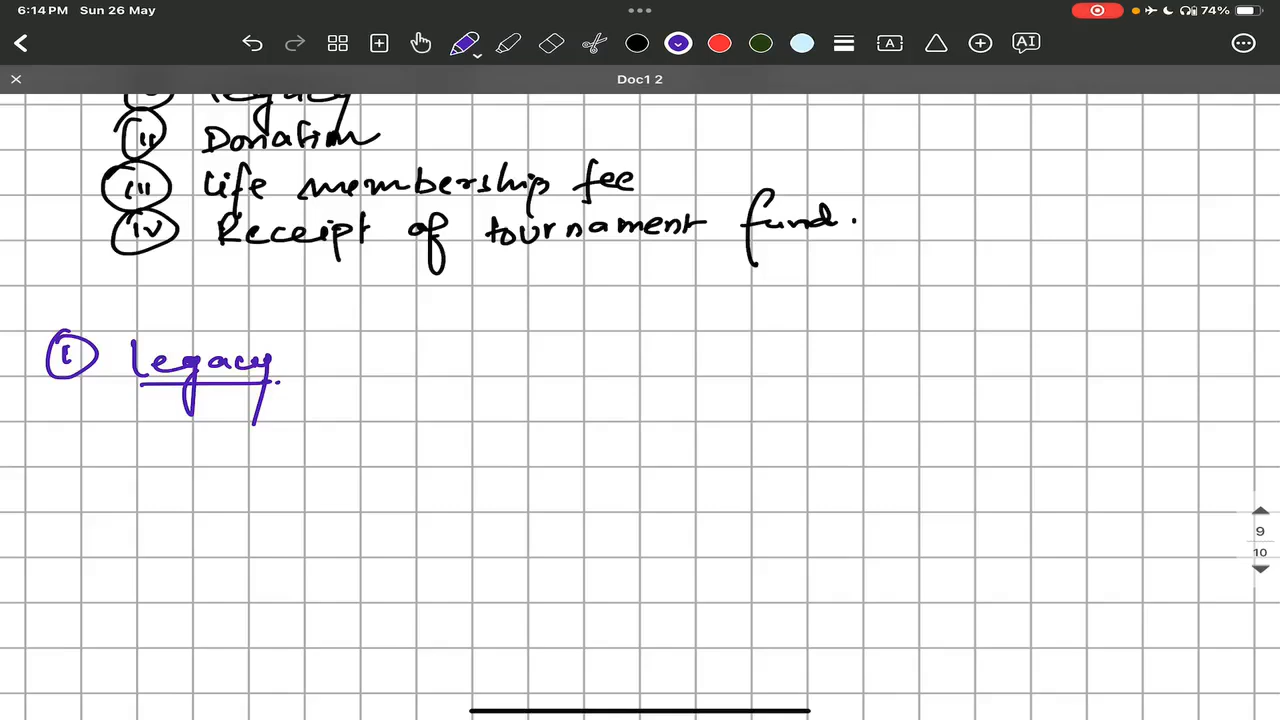 6:14 PM Sun 26 May
74%
Doc1 2
(i) Legacy
(ii) Donation
(iii) Life membership fee
(iv) Receipt of tournament fund.
(i) Legacy
9
10